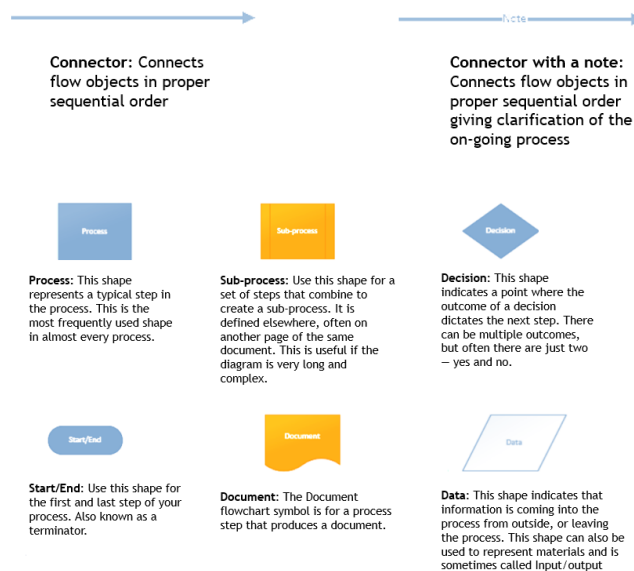 Note
Connector: Connects
flow objects in proper
sequential order
Connector with a note:
Connects flow objects in
proper sequential order
giving clarification of the
on-going process
Process
Process: This shape
represents a typical step in
the process. This is the
most frequently used shape
in almost every process.
Sub-process
Sub-process: Use this shape for a
set of steps that combine to
create a sub-process. It is
defined elsewhere, often on
another page of the same
document. This is useful if the
diagram is very long and
complex.
Decision
Decision: This shape
indicates a point where the
outcome of a decision
dictates the next step. There
can be multiple outcomes,
but often there are just two
— yes and no.
Start/End
Start/End: Use this shape for
the first and last step of your
process. Also known as a
terminator.
Document
Document: The Document
flowchart symbol is for a process
step that produces a document.
Data
Data: This shape indicates that
information is coming into the
process from outside, or leaving
the process. This shape can also be
used to represent materials and is
sometimes called Input/output